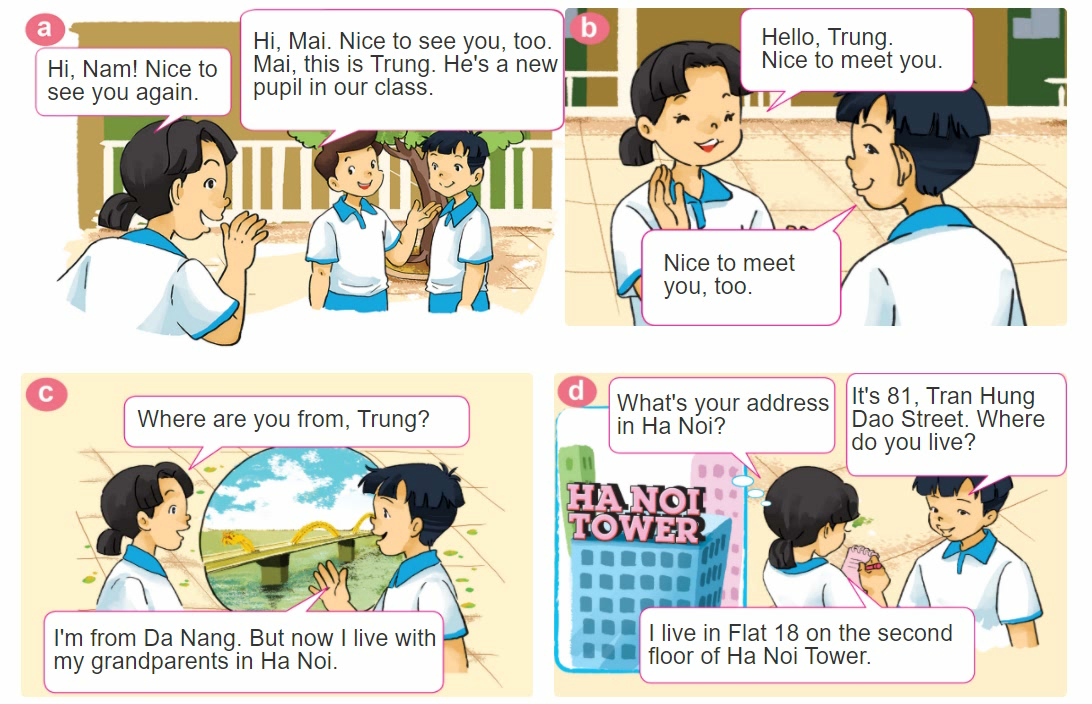 a
Hi, Nam! Nice to
see you again.
Hi, Mai. Nice to see you, too.
Mai, this is Trung. He's a new
pupil in our class.
b
Hello, Trung.
Nice to meet you.
Nice to meet
you, too.
c
Where are you from, Trung?
I'm from Da Nang. But now I live with
my grandparents in Ha Noi.
d
What's your address
in Ha Noi?
It's 81, Tran Hung
Dao Street. Where
do you live?
HA NOI
TOWER
I live in Flat 18 on the second
floor of Ha Noi Tower.